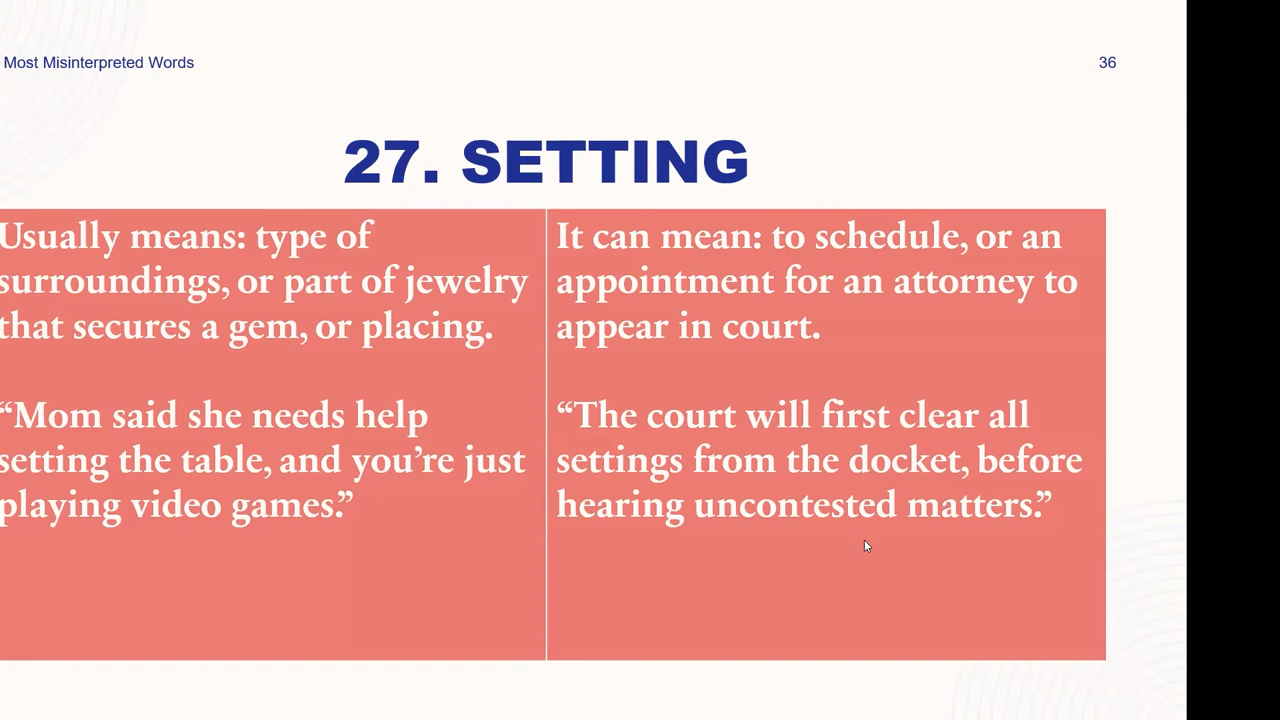 Most Misinterpreted Words
36
27. SETTING
Usually means: type of
surroundings, or part of jewelry
that secures a gem, or placing.
“Mom said she needs help
setting the table, and you’re just
playing video games.”
It can mean: to schedule, or an
appointment for an attorney to
appear in court.
“The court will first clear all
settings from the docket, before
hearing uncontested matters.”